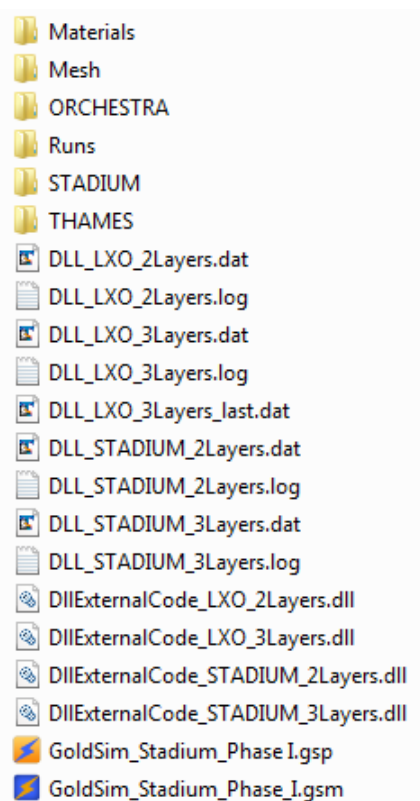 Materials
Mesh
ORCHESTRA
Runs
STADIUM
THAMES
DLL_LXO_2Layers.dat
DLL_LXO_2Layers.log
DLL_LXO_3Layers.dat
DLL_LXO_3Layers.log
DLL_LXO_3Layers_last.dat
DLL_STADIUM_2Layers.dat
DLL_STADIUM_2Layers.log
DLL_STADIUM_3Layers.dat
DLL_STADIUM_3Layers.log
DllExternalCode_LXO_2Layers.dll
DllExternalCode_LXO_3Layers.dll
DllExternalCode_STADIUM_2Layers.dll
DllExternalCode_STADIUM_3Layers.dll
GoldSim_Stadium_Phase I.gsp
GoldSim_Stadium_Phase_I.gsm